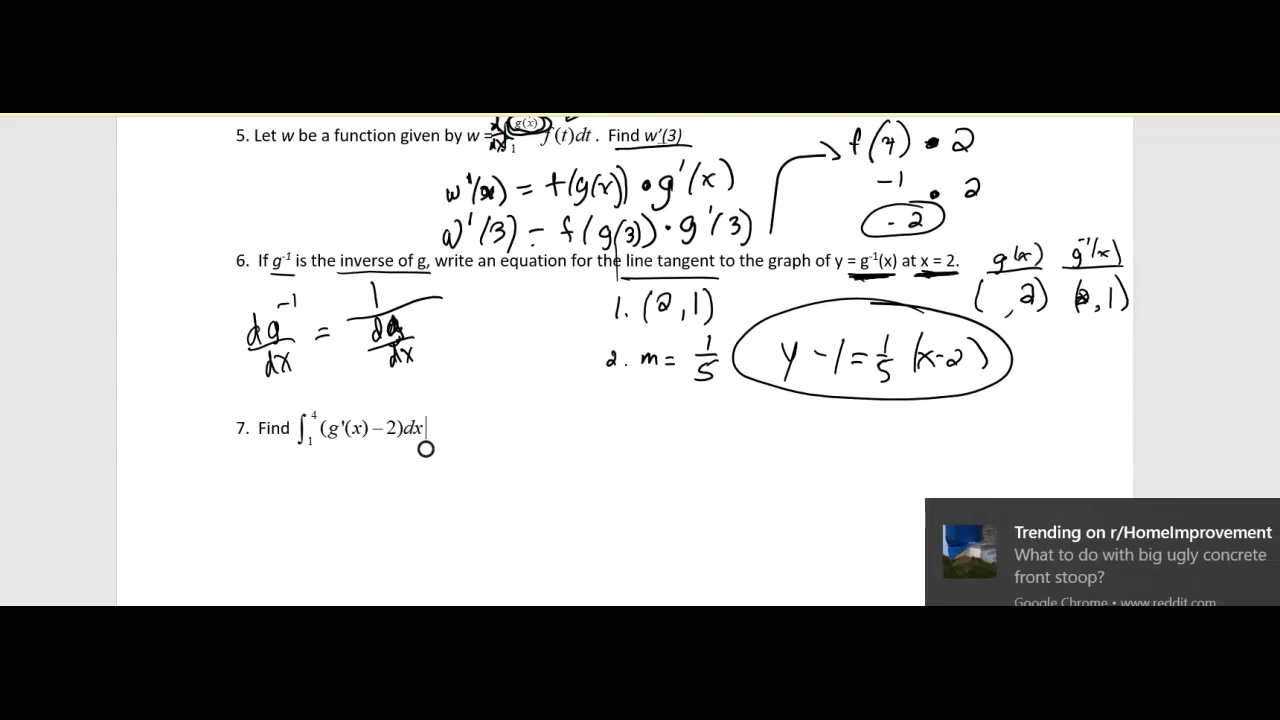 5. Let w be a function given by w = d/dx ∫₁^{g(x)} f(t)dt. Find w'(3)
w'(x) = f(g(x)) • g'(x)
w'(3) = f(g(3)) • g'(3)
f(4) • 2
-1 • 2
-2
6. If g⁻¹ is the inverse of g, write an equation for the line tangent to the graph of y = g⁻¹(x) at x = 2.
g(x) g⁻¹(x)
( , 2) (2, 1)
dg⁻¹/dx = 1/(dg/dx)
1. (2, 1)
2. m = 1/5
y - 1 = 1/5 (x-2)
7. Find ∫₁⁴(g'(x) – 2)dx
Trending on r/HomeImprovement
What to do with big ugly concrete
front stoop?
Google Chrome • www.reddit.com